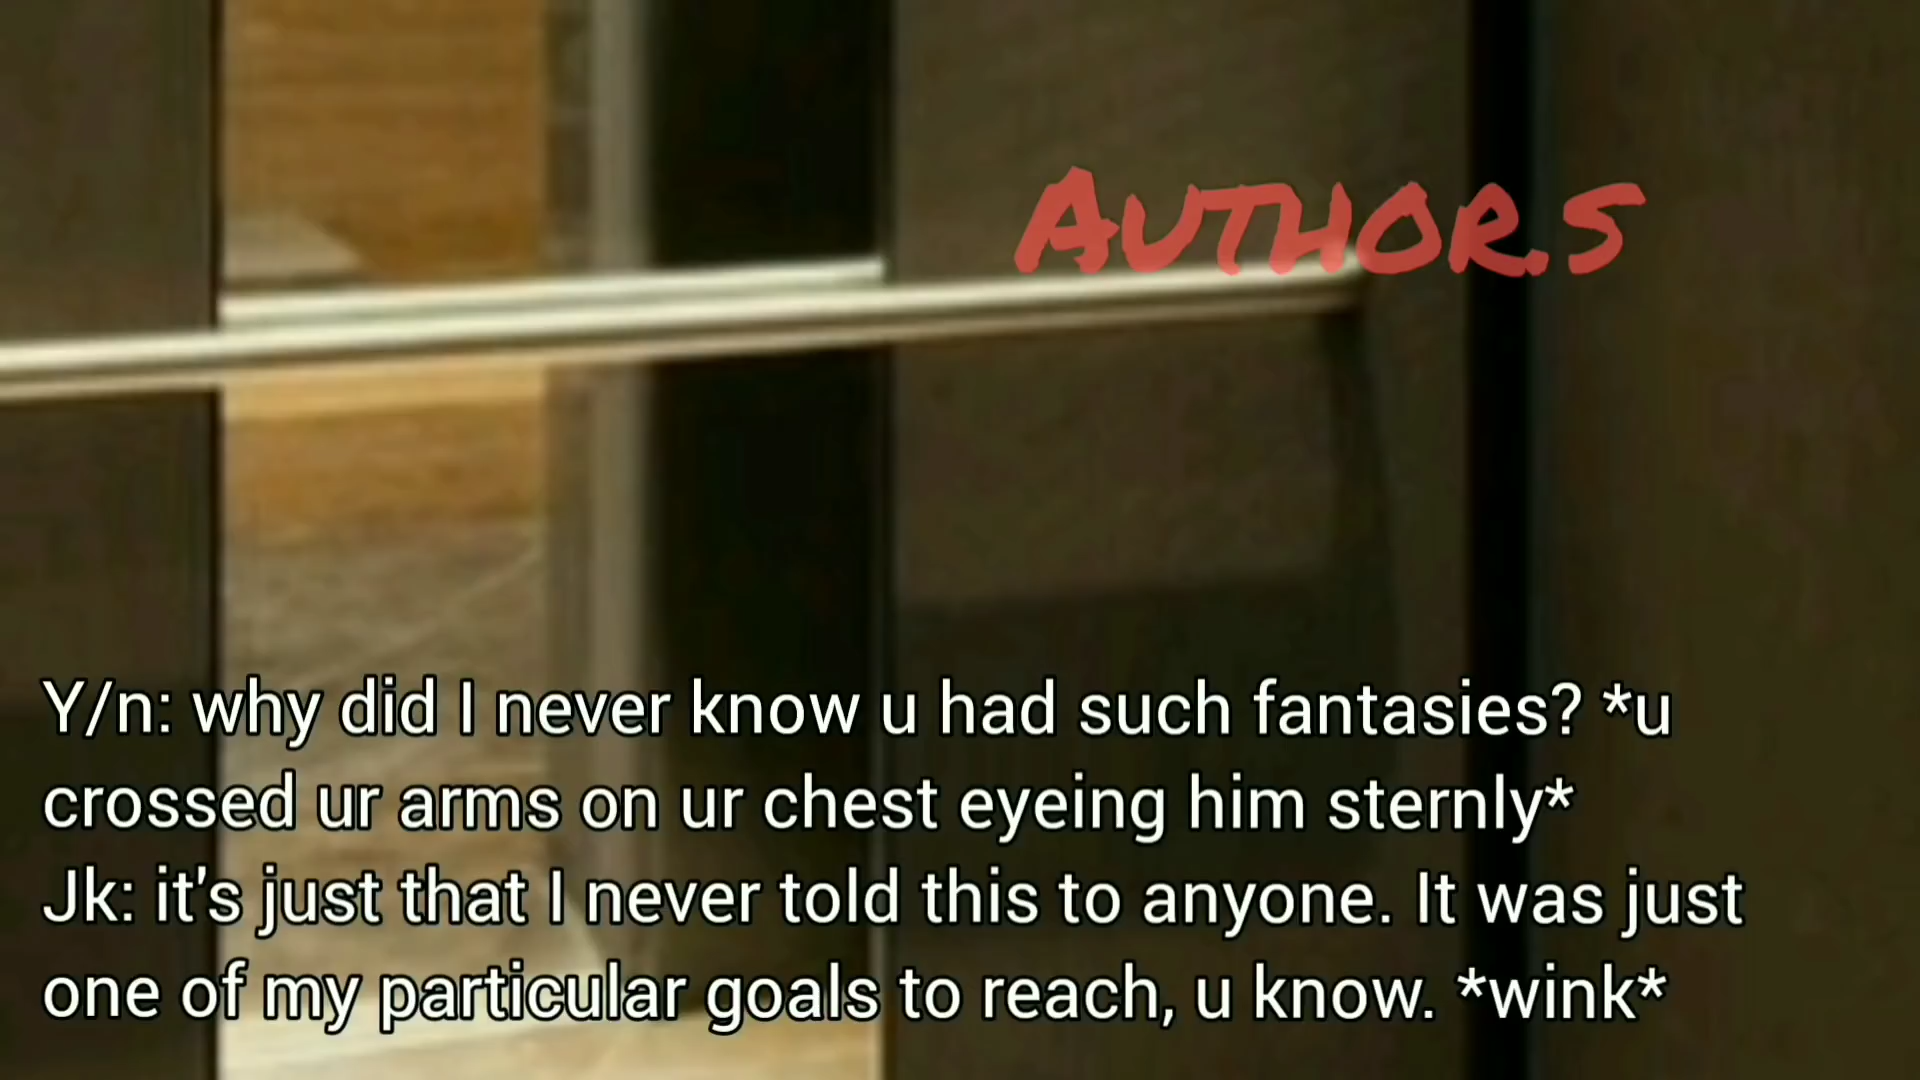 AUTHOR.S
Y/n: why did I never know u had such fantasies? *u
crossed ur arms on ur chest eyeing him sternly*
Jk: it's just that I never told this to anyone. It was just
one of my particular goals to reach, u know. *wink*